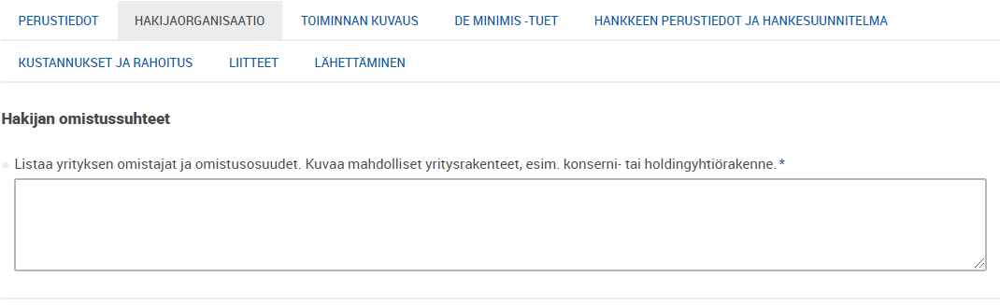 PERUSTIEDOT HAKIJAORGANISAATIO TOIMINNAN KUVAUS DE MINIMIS -TUET HANKKEEN PERUSTIEDOT JA HANKESUUNNITELMA
KUSTANNUKSET JA RAHOITUS LIITTEET LÄHETTÄMINEN
Hakijan omistussuhteet
Listaa yrityksen omistajat ja omistusosuudet. Kuvaa mahdolliset yritysrakenteet, esim. konserni- tai holdingyhtiörakenne. *